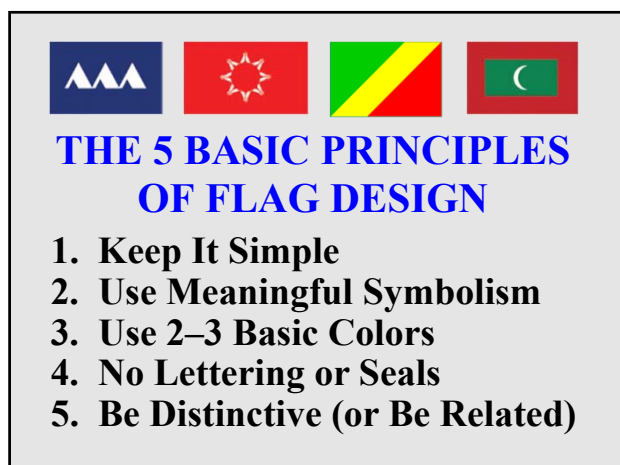 THE 5 BASIC PRINCIPLES
OF FLAG DESIGN
1. Keep It Simple
2. Use Meaningful Symbolism
3. Use 2–3 Basic Colors
4. No Lettering or Seals
5. Be Distinctive (or Be Related)